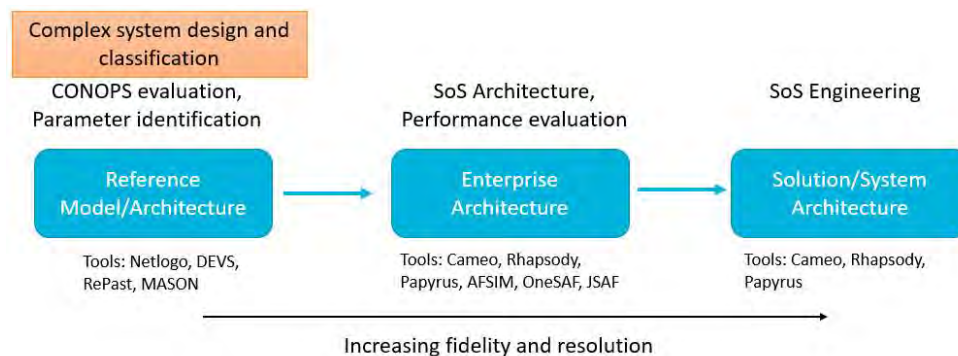 Complex system design and
classification
CONOPS evaluation,
Parameter identification
SoS Architecture,
Performance evaluation
SoS Engineering
Reference
Model/Architecture
Enterprise
Architecture
Solution/System
Architecture
Tools: Netlogo, DEVS,
RePast, MASON
Tools: Cameo, Rhapsody,
Papyrus, AFSIM, OneSAF, JSAF
Tools: Cameo, Rhapsody,
Papyrus
Increasing fidelity and resolution